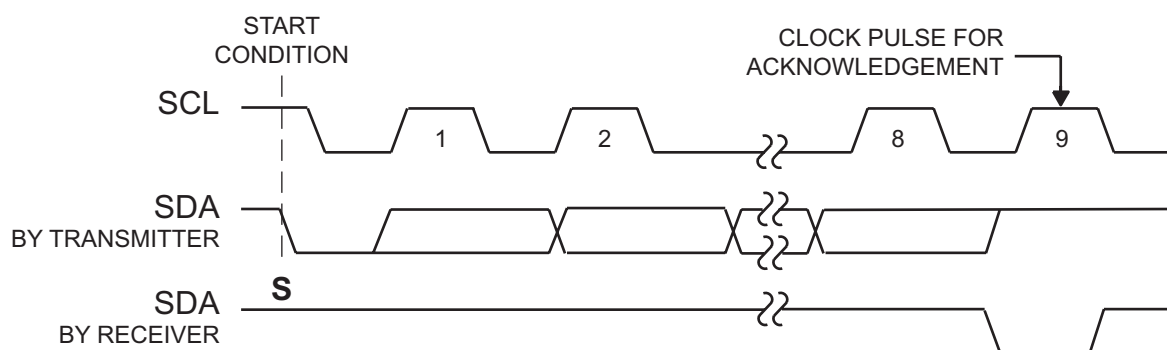 START
CONDITION
CLOCK PULSE FOR
ACKNOWLEDGEMENT
SCL
1
2
8
9
SDA
BY TRANSMITTER
S
SDA
BY RECEIVER